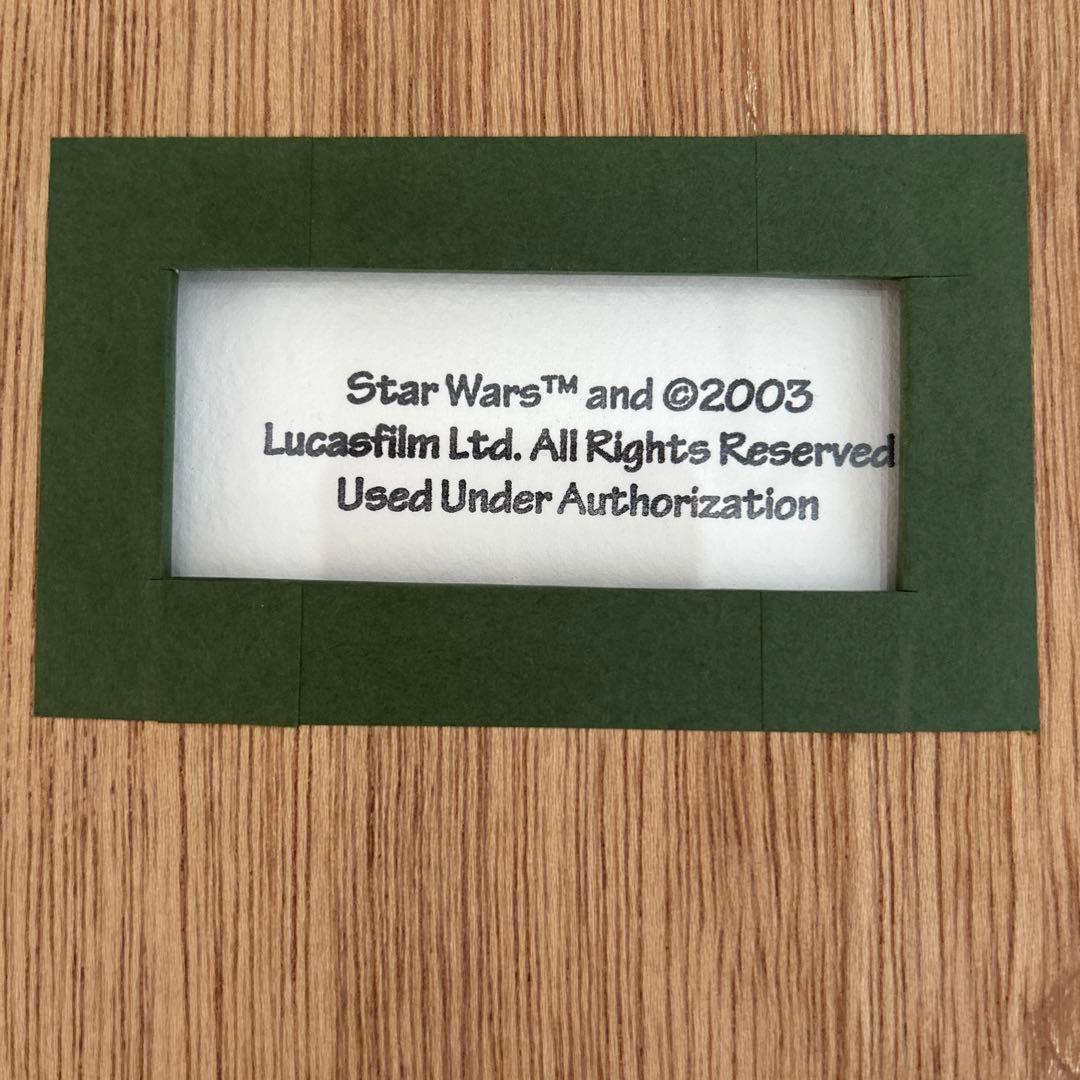 Star Wars™ and ©2003
Lucasfilm Ltd. All Rights Reserved
Used Under Authorization